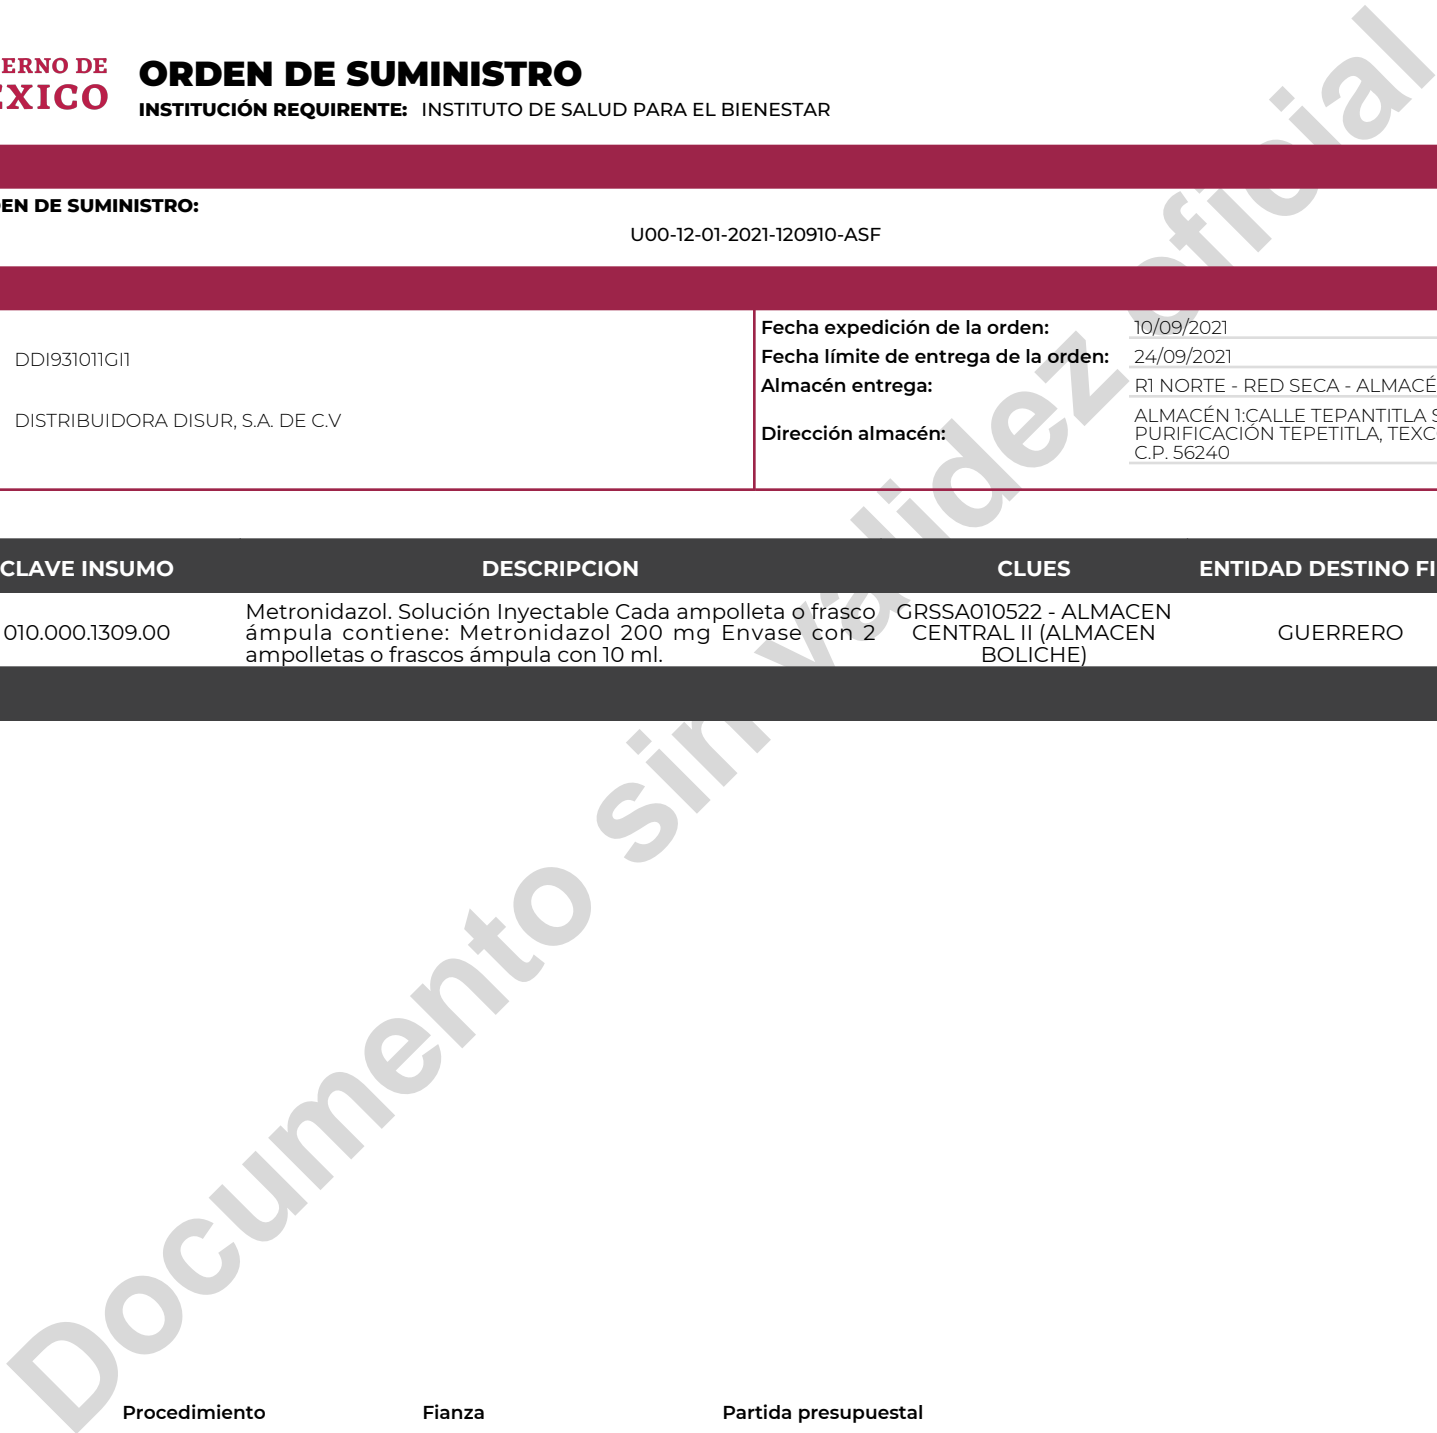 ERNO DE
EXICO
ORDEN DE SUMINISTRO
INSTITUCIÓN REQUIRENTE: INSTITUTO DE SALUD PARA EL BIENESTAR
EN DE SUMINISTRO:
U00-12-01-2021-120910-ASF
DDI931011GI1
DISTRIBUIDORA DISUR, S.A. DE C.V
Fecha expedición de la orden: 10/09/2021
Fecha límite de entrega de la orden: 24/09/2021
Almacén entrega: R1 NORTE - RED SECA - ALMACÉ
Dirección almacén:
ALMACÉN 1:CALLE TEPANTITLA S
PURIFICACIÓN TEPETITLA, TEXC
C.P. 56240
CLAVE INSUMO DESCRIPCION CLUES ENTIDAD DESTINO FI
010.000.1309.00
Metronidazol. Solución Inyectable Cada ampolleta o frasco
ámpula contiene: Metronidazol 200 mg Envase con 2
ampolletas o frascos ámpula con 10 ml.
GRSSA010522 - ALMACEN
CENTRAL II (ALMACEN
BOLICHE)
GUERRERO
Documento sin validez oficial
Procedimiento Fianza Partida presupuestal